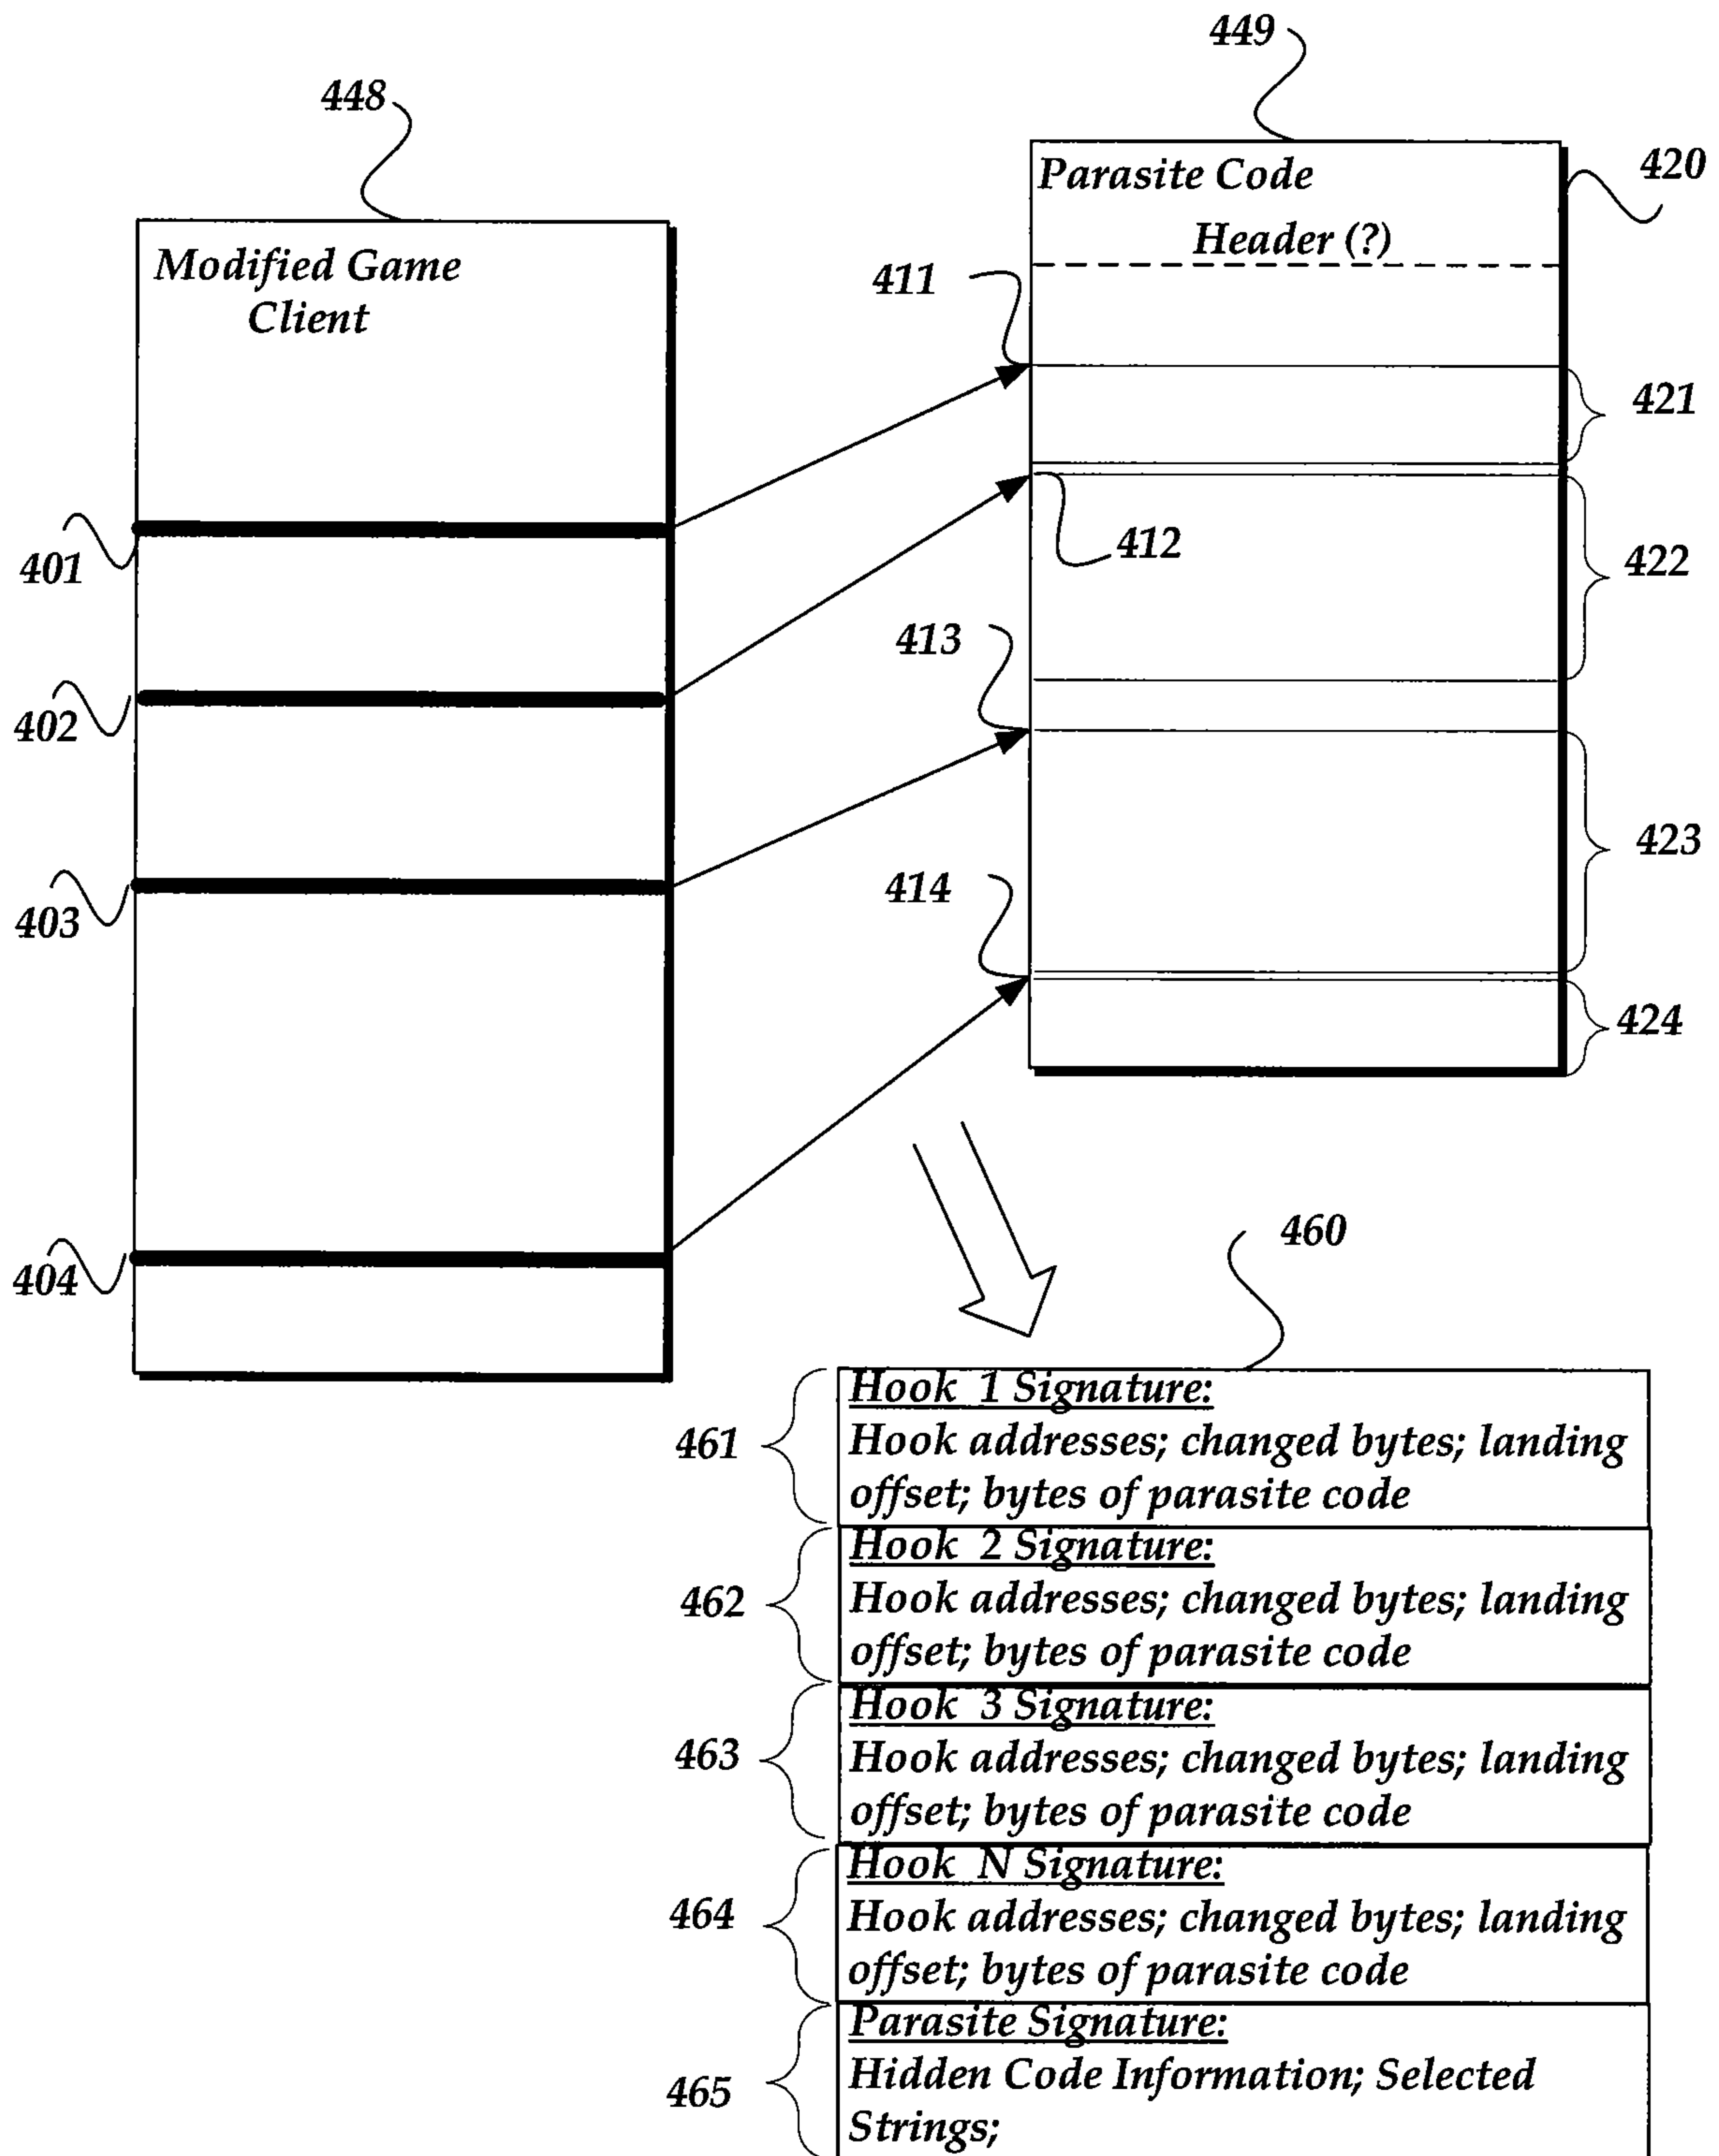 449
448
420
Parasite Code
Header (?)
Modified Game
Client
411
421
401
412
422
413
402
423
403
414
424
404
460
461
Hook 1 Signature:
Hook addresses; changed bytes; landing
offset; bytes of parasite code
462
Hook 2 Signature:
Hook addresses; changed bytes; landing
offset; bytes of parasite code
463
Hook 3 Signature:
Hook addresses; changed bytes; landing
offset; bytes of parasite code
464
Hook N Signature:
Hook addresses; changed bytes; landing
offset; bytes of parasite code
465
Parasite Signature:
Hidden Code Information; Selected
Strings;